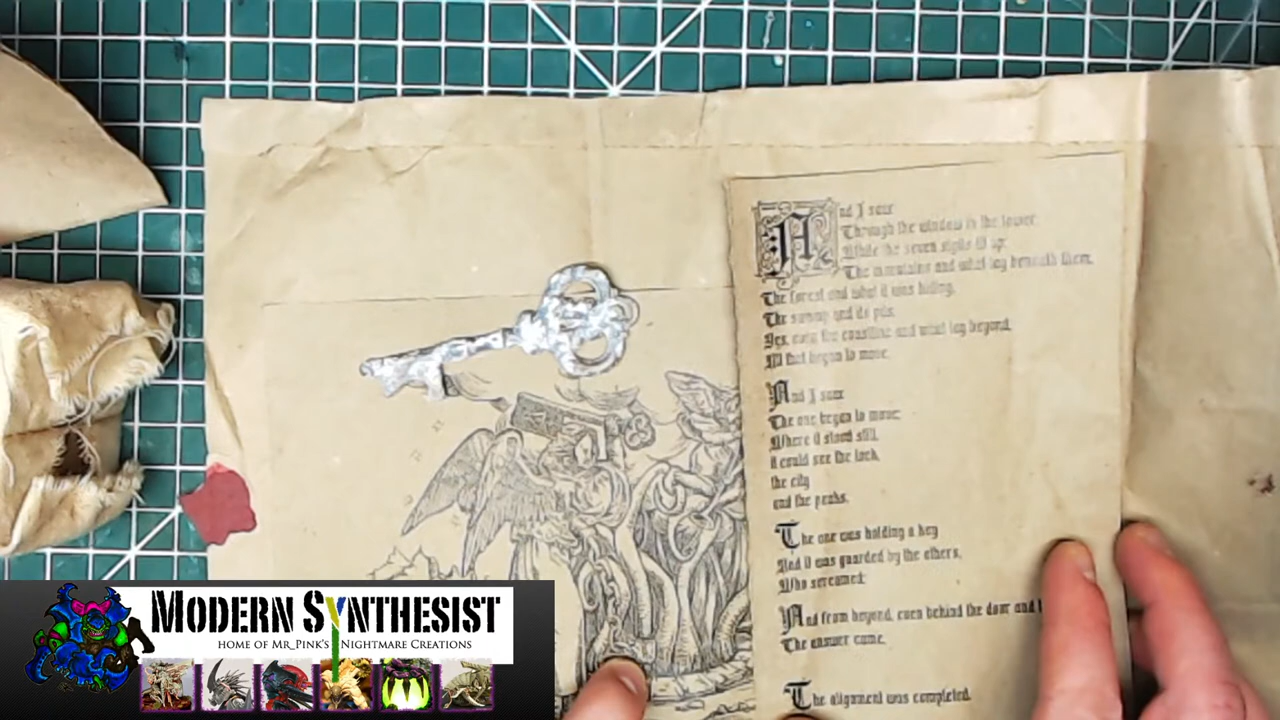 And I saw
Through the window in the tower,
While the seven sigils lit up:
The mountains and what lay beneath them,
The forest and what it was hiding,
The swamp and its pits,
Yes, even the coastline and what lay beyond,
All that began to move.
And I saw
The one began to move;
Where it stood still,
I could see the lock,
the city
and the peaks.
The one was holding a key
And it was guarded by the others,
Who screamed;
And from beyond, even behind the door and
The answer came.
The alignment was completed.
MODERN SYNTHESIST
HOME OF MR_PINK'S NIGHTMARE CREATIONS